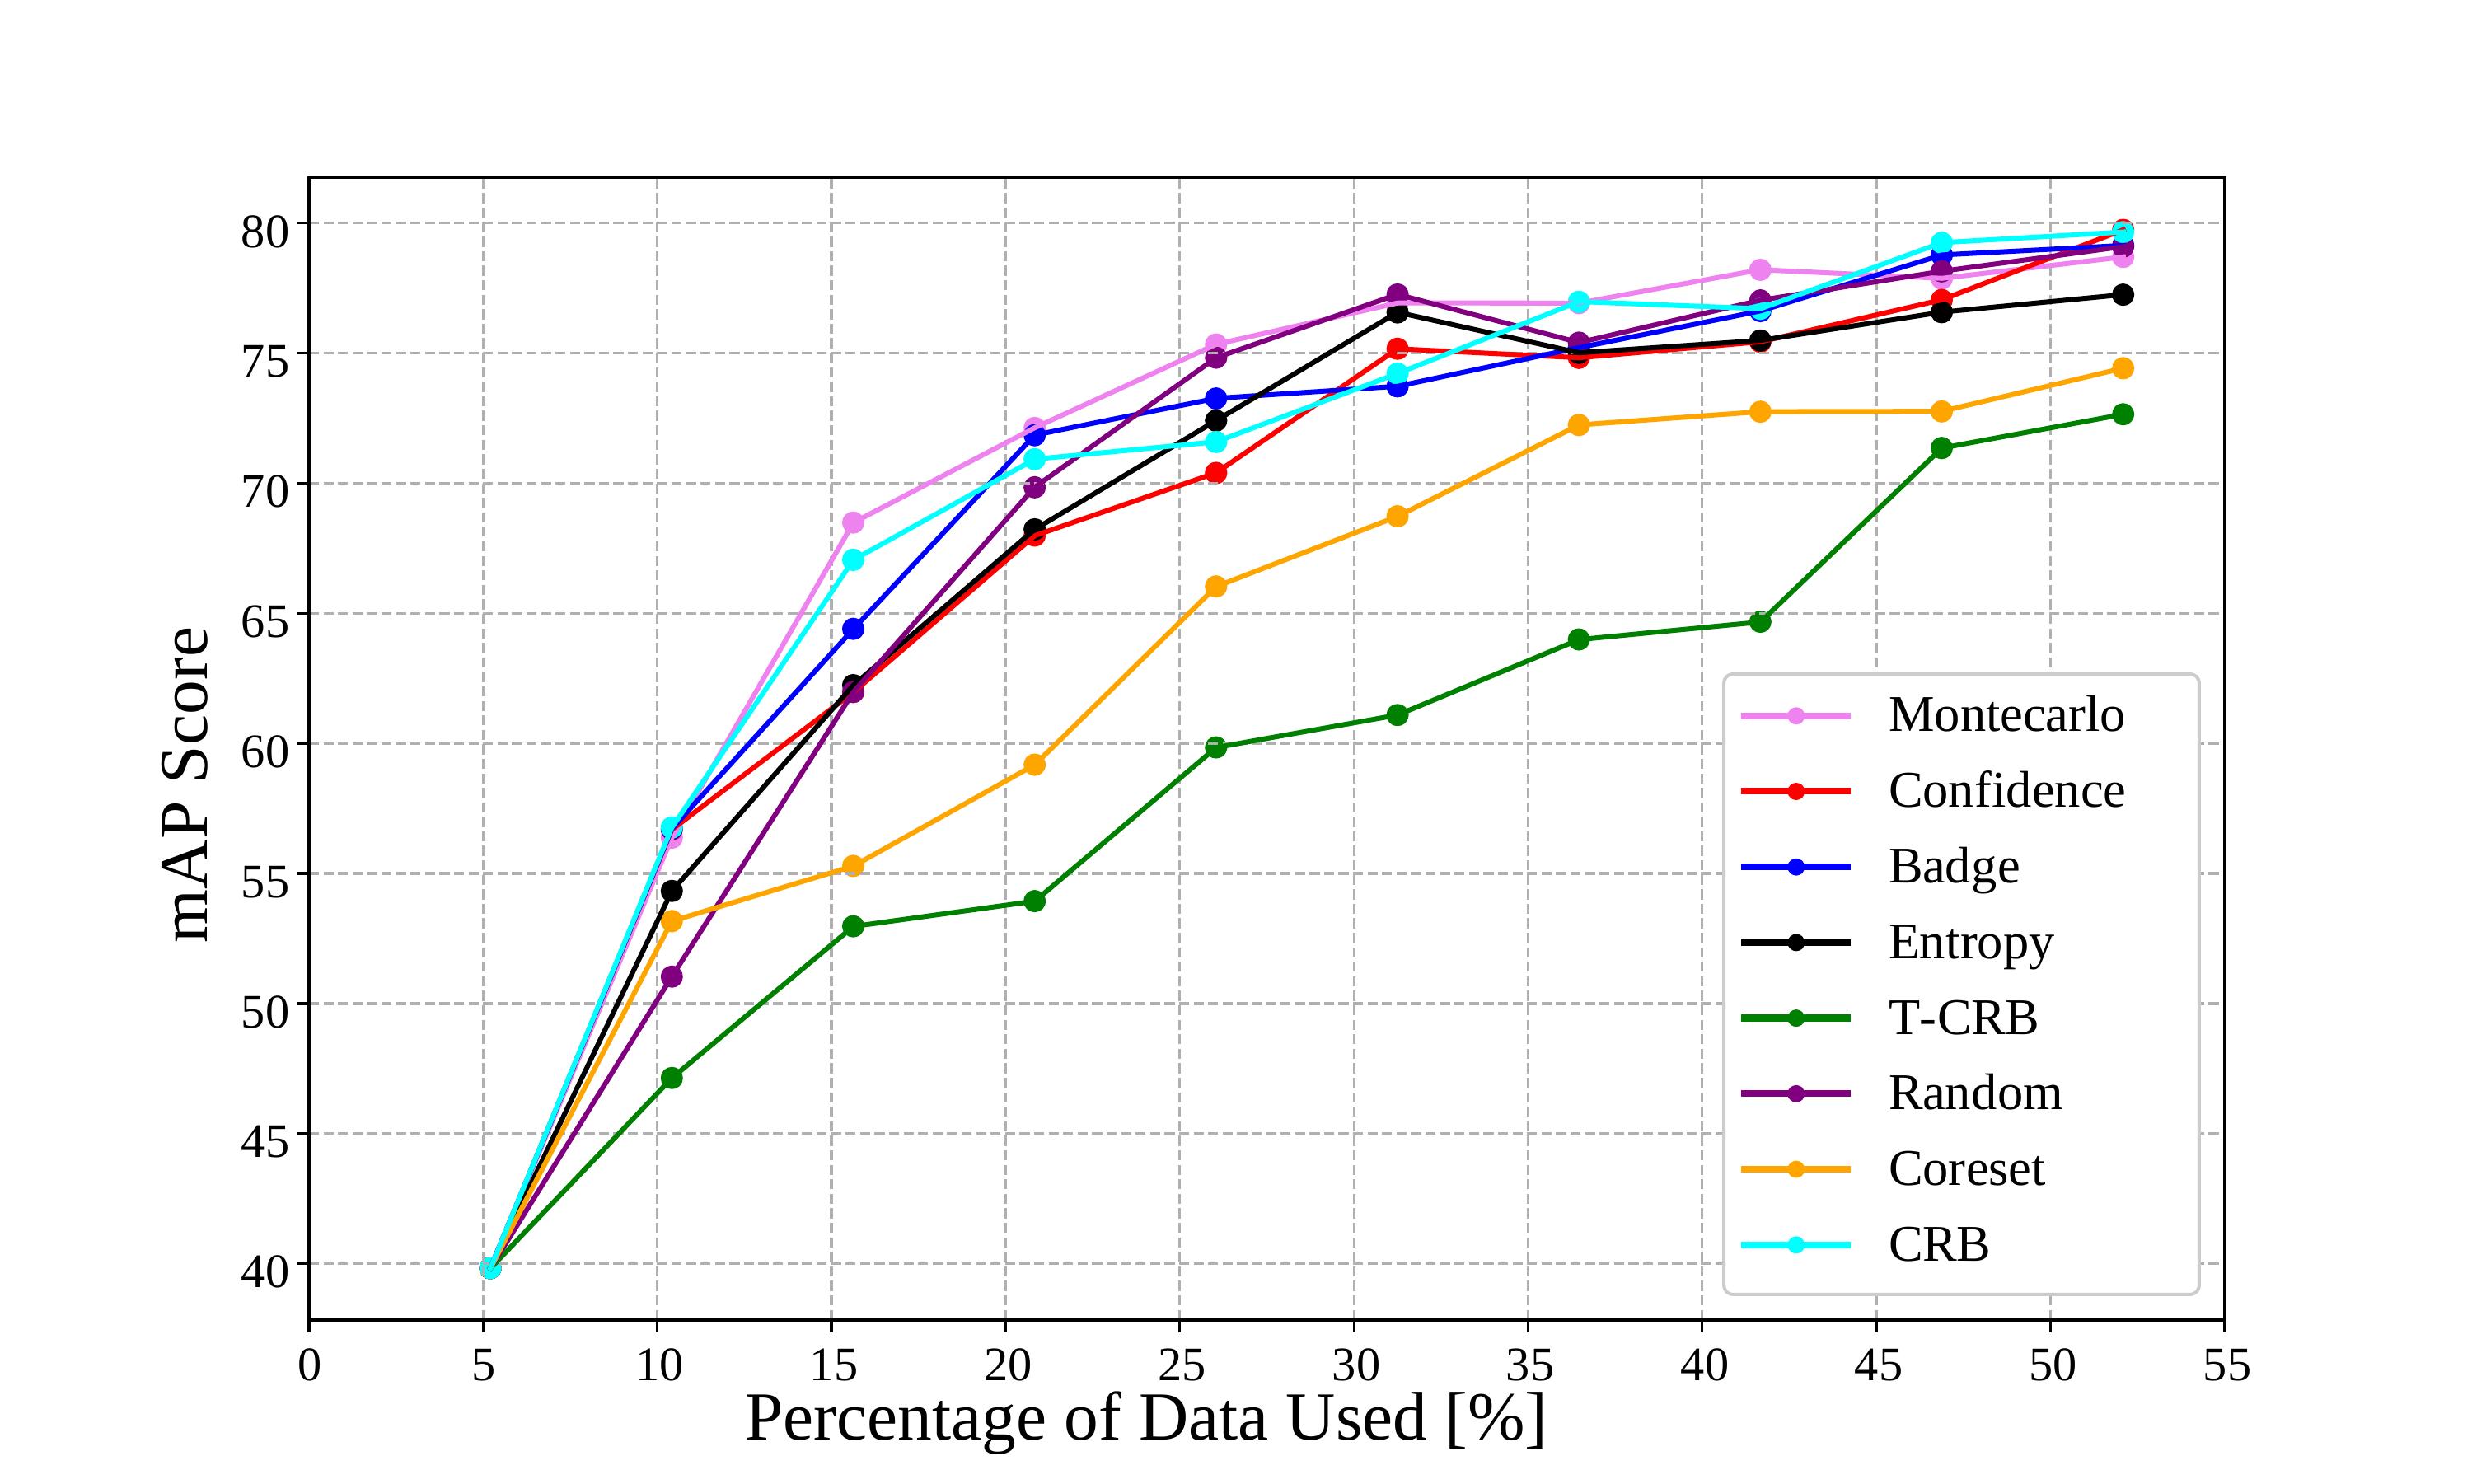 80
75
70
65
60
55
50
45
40
mAP Score
0 5 10 15 20 25 30 35 40 45 50 55
Percentage of Data Used [%]
Montecarlo
Confidence
Badge
Entropy
T-CRB
Random
Coreset
CRB